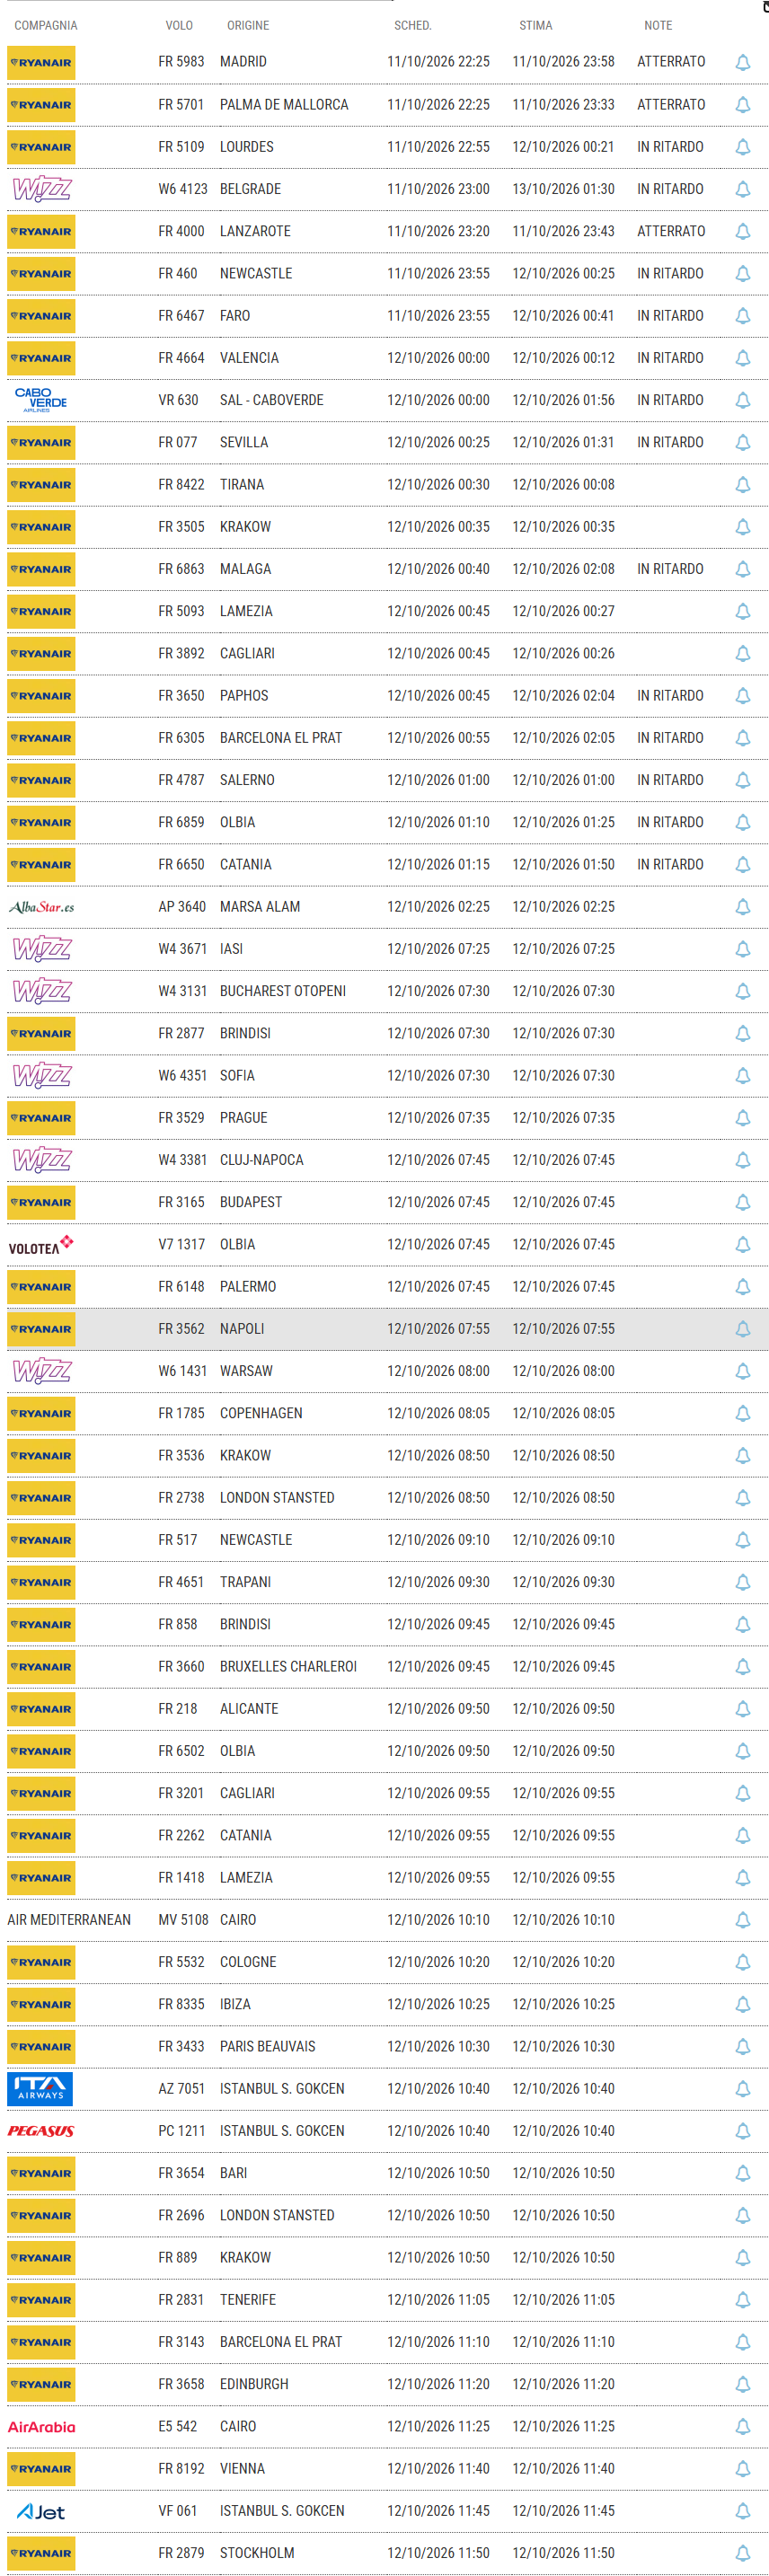 COMPAGNIA VOLO ORIGINE SCHED. STIMA NOTE
RYANAIR FR 5983 MADRID 11/10/2026 22:25 11/10/2026 23:58 ATTERRATO
RYANAIR FR 5701 PALMA DE MALLORCA 11/10/2026 22:25 11/10/2026 23:33 ATTERRATO
RYANAIR FR 5109 LOURDES 11/10/2026 22:55 12/10/2026 00:21 IN RITARDO
WIZZ W6 4123 BELGRADE 11/10/2026 23:00 13/10/2026 01:30 IN RITARDO
RYANAIR FR 4000 LANZAROTE 11/10/2026 23:20 11/10/2026 23:43 ATTERRATO
RYANAIR FR 460 NEWCASTLE 11/10/2026 23:55 12/10/2026 00:25 IN RITARDO
RYANAIR FR 6467 FARO 11/10/2026 23:55 12/10/2026 00:41 IN RITARDO
RYANAIR FR 4664 VALENCIA 12/10/2026 00:00 12/10/2026 00:12 IN RITARDO
CABO VERDE AIRLINES VR 630 SAL - CABOVERDE 12/10/2026 00:00 12/10/2026 01:56 IN RITARDO
RYANAIR FR 077 SEVILLA 12/10/2026 00:25 12/10/2026 01:31 IN RITARDO
RYANAIR FR 8422 TIRANA 12/10/2026 00:30 12/10/2026 00:08
RYANAIR FR 3505 KRAKOW 12/10/2026 00:35 12/10/2026 00:35
RYANAIR FR 6863 MALAGA 12/10/2026 00:40 12/10/2026 02:08 IN RITARDO
RYANAIR FR 5093 LAMEZIA 12/10/2026 00:45 12/10/2026 00:27
RYANAIR FR 3892 CAGLIARI 12/10/2026 00:45 12/10/2026 00:26
RYANAIR FR 3650 PAPHOS 12/10/2026 00:45 12/10/2026 02:04 IN RITARDO
RYANAIR FR 6305 BARCELONA EL PRAT 12/10/2026 00:55 12/10/2026 02:05 IN RITARDO
RYANAIR FR 4787 SALERNO 12/10/2026 01:00 12/10/2026 01:00 IN RITARDO
RYANAIR FR 6859 OLBIA 12/10/2026 01:10 12/10/2026 01:25 IN RITARDO
RYANAIR FR 6650 CATANIA 12/10/2026 01:15 12/10/2026 01:50 IN RITARDO
AlbaStar.es AP 3640 MARSA ALAM 12/10/2026 02:25 12/10/2026 02:25
WIZZ W4 3671 IASI 12/10/2026 07:25 12/10/2026 07:25
WIZZ W4 3131 BUCHAREST OTOPENI 12/10/2026 07:30 12/10/2026 07:30
RYANAIR FR 2877 BRINDISI 12/10/2026 07:30 12/10/2026 07:30
WIZZ W6 4351 SOFIA 12/10/2026 07:30 12/10/2026 07:30
RYANAIR FR 3529 PRAGUE 12/10/2026 07:35 12/10/2026 07:35
WIZZ W4 3381 CLUJ-NAPOCA 12/10/2026 07:45 12/10/2026 07:45
RYANAIR FR 3165 BUDAPEST 12/10/2026 07:45 12/10/2026 07:45
VOLOTEA V7 1317 OLBIA 12/10/2026 07:45 12/10/2026 07:45
RYANAIR FR 6148 PALERMO 12/10/2026 07:45 12/10/2026 07:45
RYANAIR FR 3562 NAPOLI 12/10/2026 07:55 12/10/2026 07:55
WIZZ W6 1431 WARSAW 12/10/2026 08:00 12/10/2026 08:00
RYANAIR FR 1785 COPENHAGEN 12/10/2026 08:05 12/10/2026 08:05
RYANAIR FR 3536 KRAKOW 12/10/2026 08:50 12/10/2026 08:50
RYANAIR FR 2738 LONDON STANSTED 12/10/2026 08:50 12/10/2026 08:50
RYANAIR FR 517 NEWCASTLE 12/10/2026 09:10 12/10/2026 09:10
RYANAIR FR 4651 TRAPANI 12/10/2026 09:30 12/10/2026 09:30
RYANAIR FR 858 BRINDISI 12/10/2026 09:45 12/10/2026 09:45
RYANAIR FR 3660 BRUXELLES CHARLEROI 12/10/2026 09:45 12/10/2026 09:45
RYANAIR FR 218 ALICANTE 12/10/2026 09:50 12/10/2026 09:50
RYANAIR FR 6502 OLBIA 12/10/2026 09:50 12/10/2026 09:50
RYANAIR FR 3201 CAGLIARI 12/10/2026 09:55 12/10/2026 09:55
RYANAIR FR 2262 CATANIA 12/10/2026 09:55 12/10/2026 09:55
RYANAIR FR 1418 LAMEZIA 12/10/2026 09:55 12/10/2026 09:55
AIR MEDITERRANEAN MV 5108 CAIRO 12/10/2026 10:10 12/10/2026 10:10
RYANAIR FR 5532 COLOGNE 12/10/2026 10:20 12/10/2026 10:20
RYANAIR FR 8335 IBIZA 12/10/2026 10:25 12/10/2026 10:25
RYANAIR FR 3433 PARIS BEAUVAIS 12/10/2026 10:30 12/10/2026 10:30
ITA AIRWAYS AZ 7051 ISTANBUL S. GOKCEN 12/10/2026 10:40 12/10/2026 10:40
PEGASUS PC 1211 ISTANBUL S. GOKCEN 12/10/2026 10:40 12/10/2026 10:40
RYANAIR FR 3654 BARI 12/10/2026 10:50 12/10/2026 10:50
RYANAIR FR 2696 LONDON STANSTED 12/10/2026 10:50 12/10/2026 10:50
RYANAIR FR 889 KRAKOW 12/10/2026 10:50 12/10/2026 10:50
RYANAIR FR 2831 TENERIFE 12/10/2026 11:05 12/10/2026 11:05
RYANAIR FR 3143 BARCELONA EL PRAT 12/10/2026 11:10 12/10/2026 11:10
RYANAIR FR 3658 EDINBURGH 12/10/2026 11:20 12/10/2026 11:20
AirArabia E5 542 CAIRO 12/10/2026 11:25 12/10/2026 11:25
RYANAIR FR 8192 VIENNA 12/10/2026 11:40 12/10/2026 11:40
AJet VF 061 ISTANBUL S. GOKCEN 12/10/2026 11:45 12/10/2026 11:45
RYANAIR FR 2879 STOCKHOLM 12/10/2026 11:50 12/10/2026 11:50